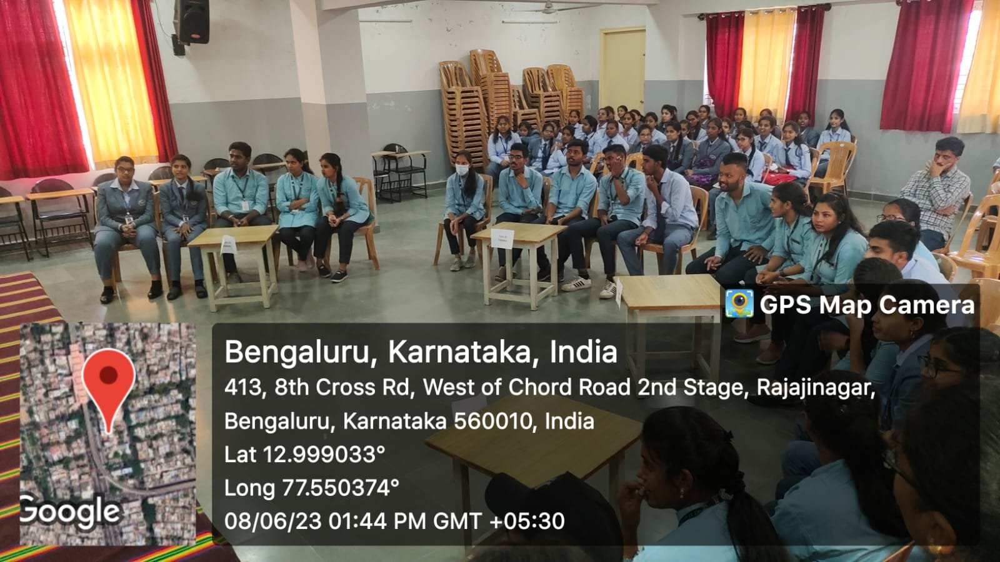 GPS Map Camera
Bengaluru, Karnataka, India
413, 8th Cross Rd, West of Chord Road 2nd Stage, Rajajinagar,
Bengaluru, Karnataka 560010, India
Lat 12.999033°
Long 77.550374°
08/06/23 01:44 PM GMT +05:30
Google